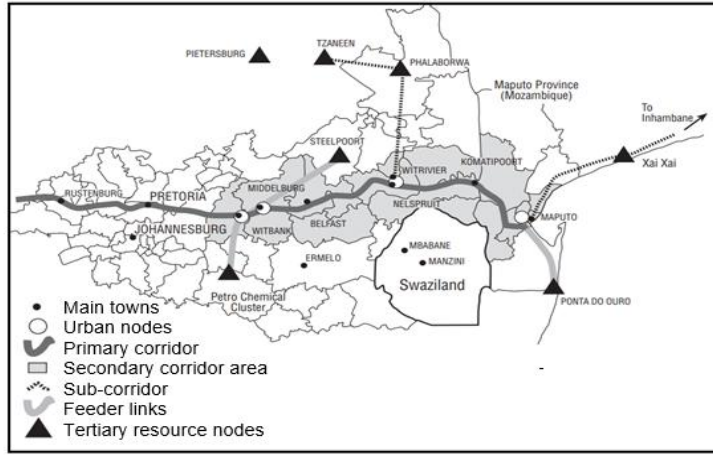 TZANEEN
PIETERSBURG
PHALABORWA
Maputo Province
(Mozambique)
To
Inhambane
STEELPOORT
Xai Xai
WITRIVIER
KOMATIPOORT
RUSTENBURG
PRETORIA
MIDDELBURG
NELSPRUIT
MAPUTO
JOHANNESBURG
WITBANK
BELFAST
MBABANE
ERMELO
MANZINI
Petro Chemical
Cluster
Swaziland
PONTA DO OURO
Main towns
Urban nodes
Primary corridor
Secondary corridor area
-
Sub-corridor
Feeder links
Tertiary resource nodes